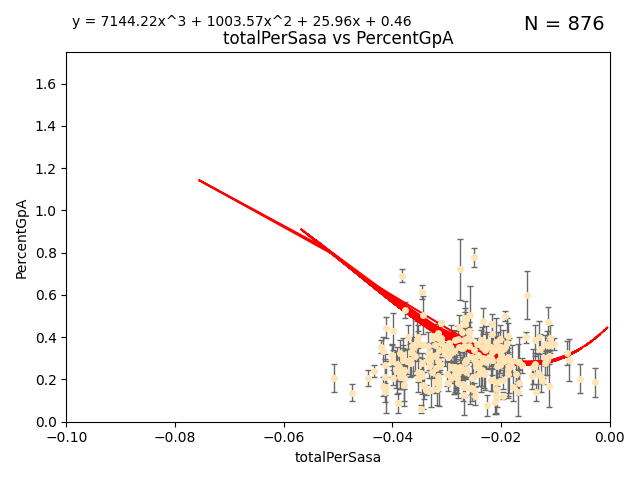 y = 7144.22x^3 + 1003.57x^2 + 25.96x + 0.46
N = 876
totalPerSasa vs PercentGpA
1.6
1.4
1.2
1.0
0.8
0.6
0.4
0.2
0.0
PercentGpA
−0.10 −0.08 −0.06 −0.04 −0.02 0.00
totalPerSasa